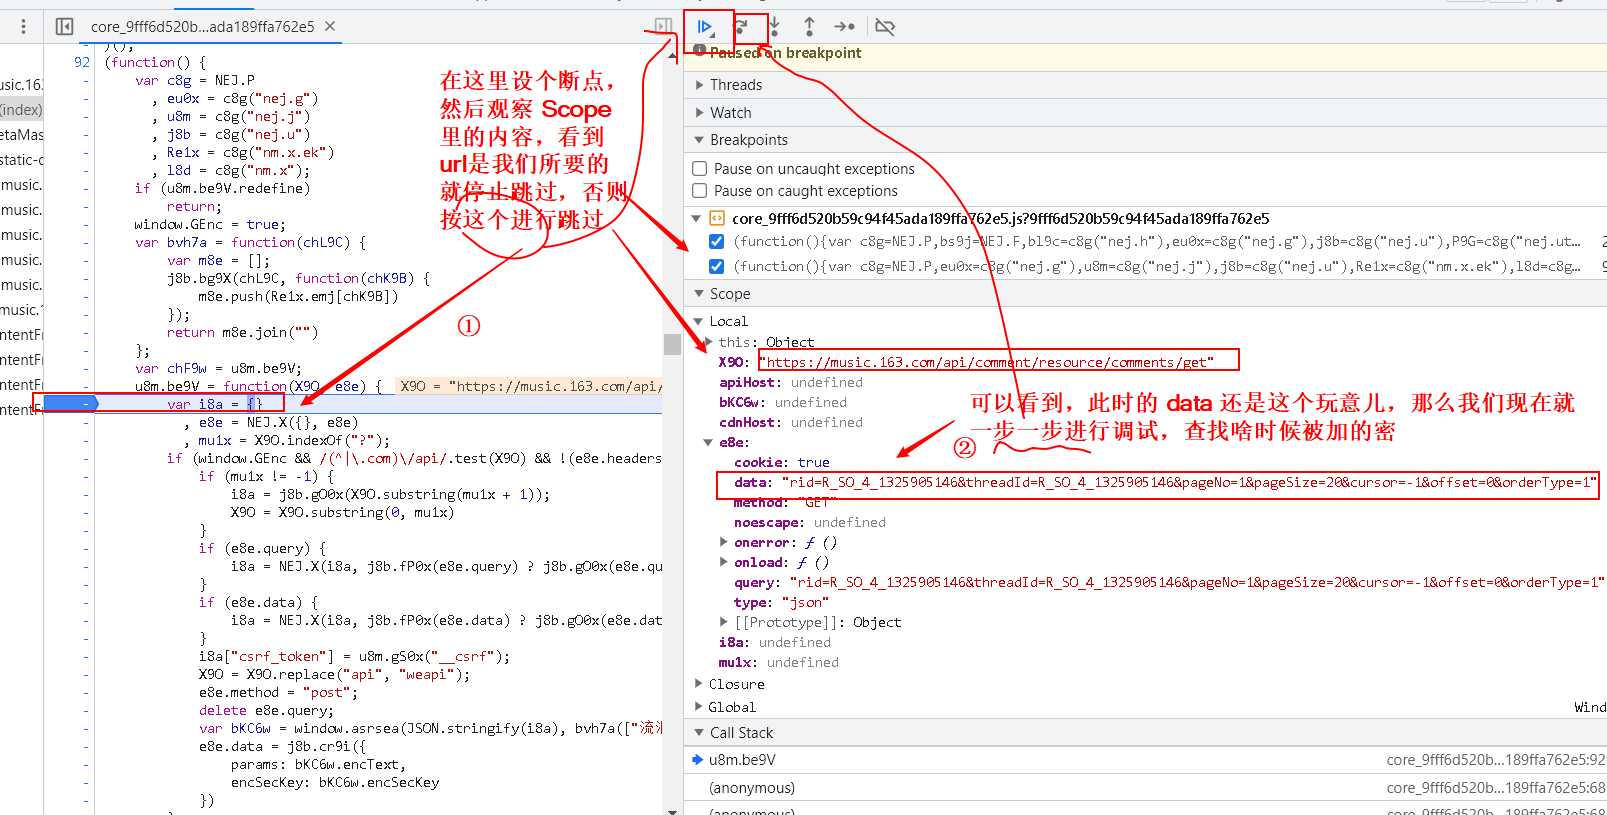 core_9fff6d520b...ada189ffa762e5 ×
usic.163
(index)
etaMas
static-c
music.
music.
music.
music.
music.
music.1
ntentFr
ntentFr
ntentFr
ntentFr
)();
92 (function() {
var c8g = NEJ.P
, eu0x = c8g("nej.g")
, u8m = c8g("nej.j")
, j8b = c8g("nej.u")
, Re1x = c8g("nm.x.ek")
, l8d = c8g("nm.x");
if (u8m.be9V.redefine)
return;
window.GEnc = true;
var bvh7a = function(chL9C) {
var m8e = [];
j8b.bg9X(chL9C, function(chK9B) {
m8e.push(Re1x.emj[chK9B])
});
return m8e.join("")
};
var chF9w = u8m.be9V;
u8m.be9V = function(X9O, e8e) { X9O = "https://music.163.com/api/
var i8a = {}
, e8e = NEJ.X({}, e8e)
, mu1x = X9O.indexOf("?");
if (window.GEnc && /(^|\.com)\/api/.test(X9O) && !(e8e.headers
if (mu1x != -1) {
i8a = j8b.gO0x(X9O.substring(mu1x + 1));
X9O = X9O.substring(0, mu1x)
}
if (e8e.query) {
i8a = NEJ.X(i8a, j8b.fP0x(e8e.query) ? j8b.gO0x(e8e.qu
}
if (e8e.data) {
i8a = NEJ.X(i8a, j8b.fP0x(e8e.data) ? j8b.gO0x(e8e.dat
}
i8a["csrf_token"] = u8m.gS0x("__csrf");
X9O = X9O.replace("api", "weapi");
e8e.method = "post";
delete e8e.query;
var bKC6w = window.asrsea(JSON.stringify(i8a), bvh7a(["流
e8e.data = j8b.cr9i({
params: bKC6w.encText,
encSecKey: bKC6w.encSecKey
})
在这里设个断点，
然后观察 Scope
里的内容，看到
url是我们所要的
就停止跳过，否则
按这个进行跳过
①
Paused on breakpoint
Threads
Watch
Breakpoints
Pause on uncaught exceptions
Pause on caught exceptions
core_9fff6d520b59c94f45ada189ffa762e5.js?9fff6d520b59c94f45ada189ffa762e5
(function(){var c8g=NEJ.P,bs9j=NEJ.F,bl9c=c8g("nej.h"),eu0x=c8g("nej.g"),j8b=c8g("nej.u"),P9G=c8g("nej.ut… 2
(function(){var c8g=NEJ.P,eu0x=c8g("nej.g"),u8m=c8g("nej.j"),j8b=c8g("nej.u"),Re1x=c8g("nm.x.ek"),l8d=c8g… 9
Scope
Local
this: Object
X9O: "https://music.163.com/api/comment/resource/comments/get"
apiHost: undefined
bKC6w: undefined
cdnHost: undefined
e8e:
cookie: true
data: "rid=R_SO_4_1325905146&threadId=R_SO_4_1325905146&pageNo=1&pageSize=20&cursor=-1&offset=0&orderType=1"
method: "GET"
noescape: undefined
onerror: ƒ ()
onload: ƒ ()
query: "rid=R_SO_4_1325905146&threadId=R_SO_4_1325905146&pageNo=1&pageSize=20&cursor=-1&offset=0&orderType=1"
type: "json"
[[Prototype]]: Object
i8a: undefined
mu1x: undefined
可以看到，此时的 data 还是这个玩意儿，那么我们现在就
一步一步进行调试，查找啥时候被加的密
②
Closure
Global Wind
Call Stack
u8m.be9V core_9fff6d520b...189ffa762e5:92
(anonymous) core_9fff6d520b...189ffa762e5:68
(anonymous) core_9fff6d520b...189ffa762e5:68